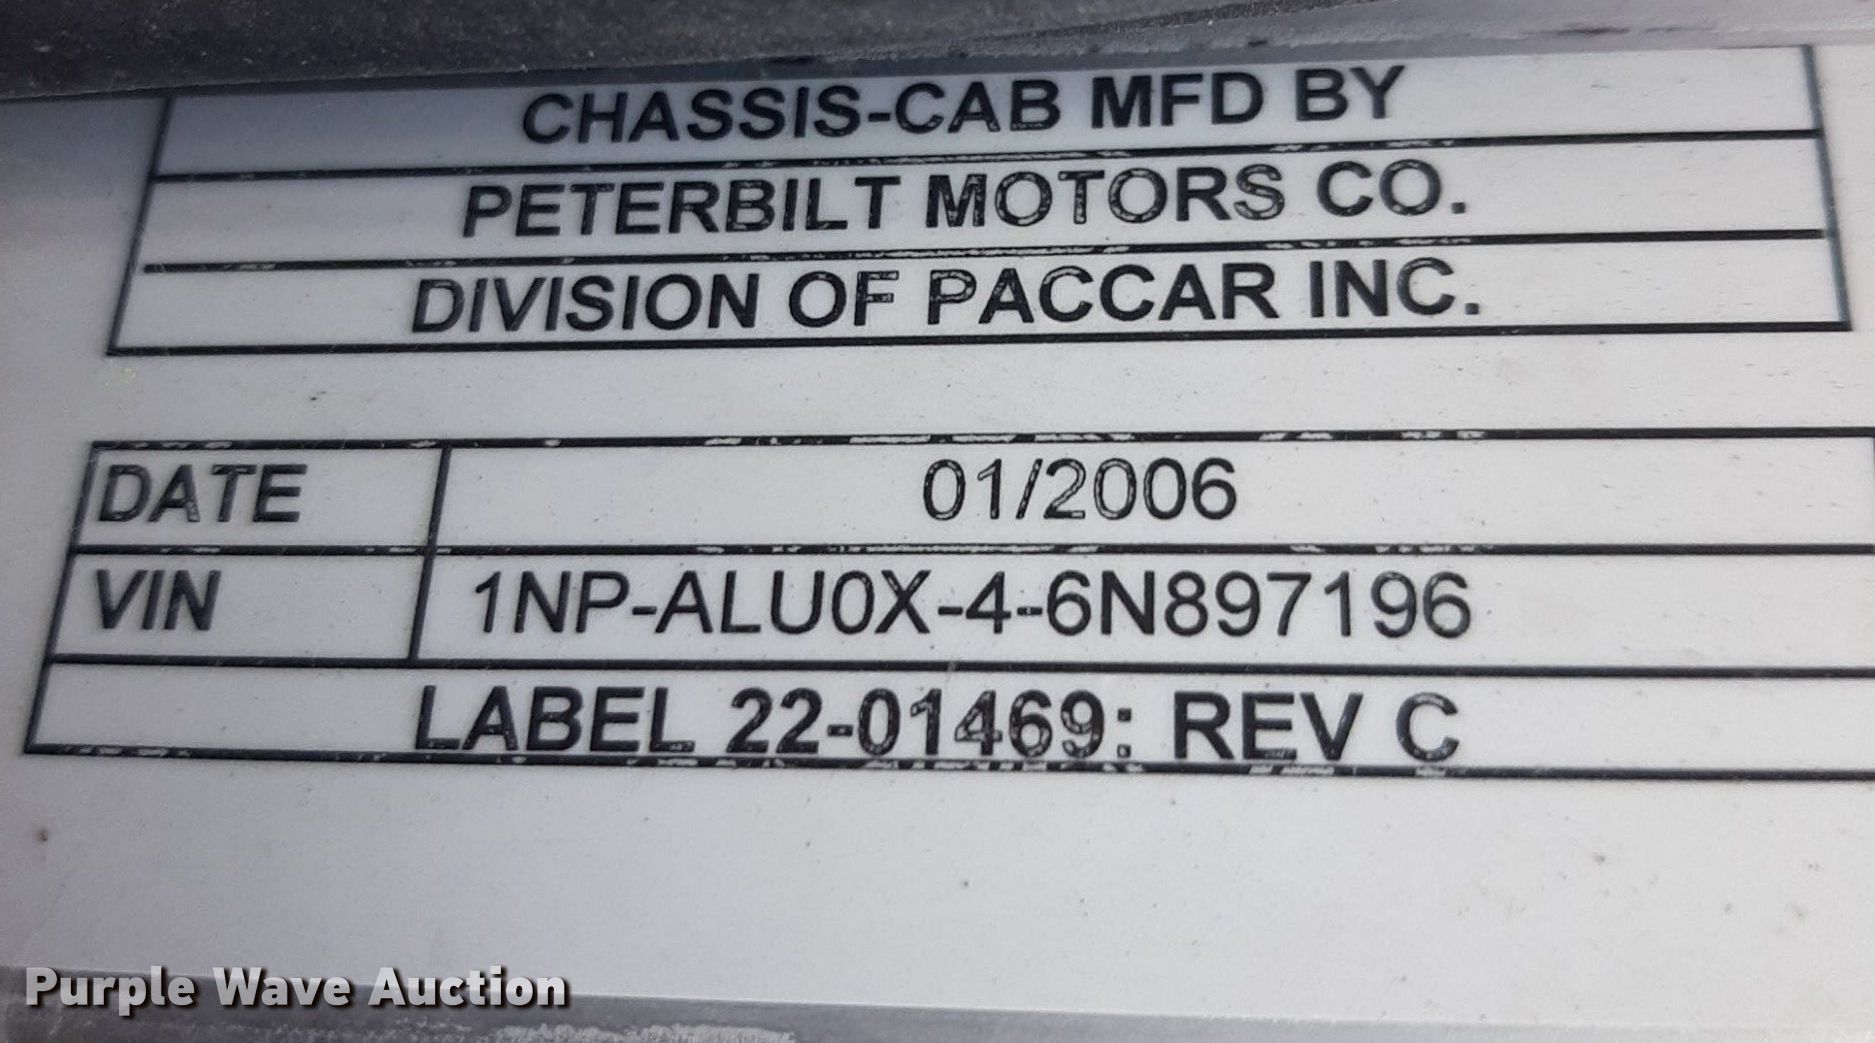 CHASSIS-CAB MFD BY
PETERBILT MOTORS CO.
DIVISION OF PACCAR INC.
DATE 01/2006
VIN 1NP-ALU0X-4-6N897196
LABEL 22-01469: REV C
Purple Wave Auction